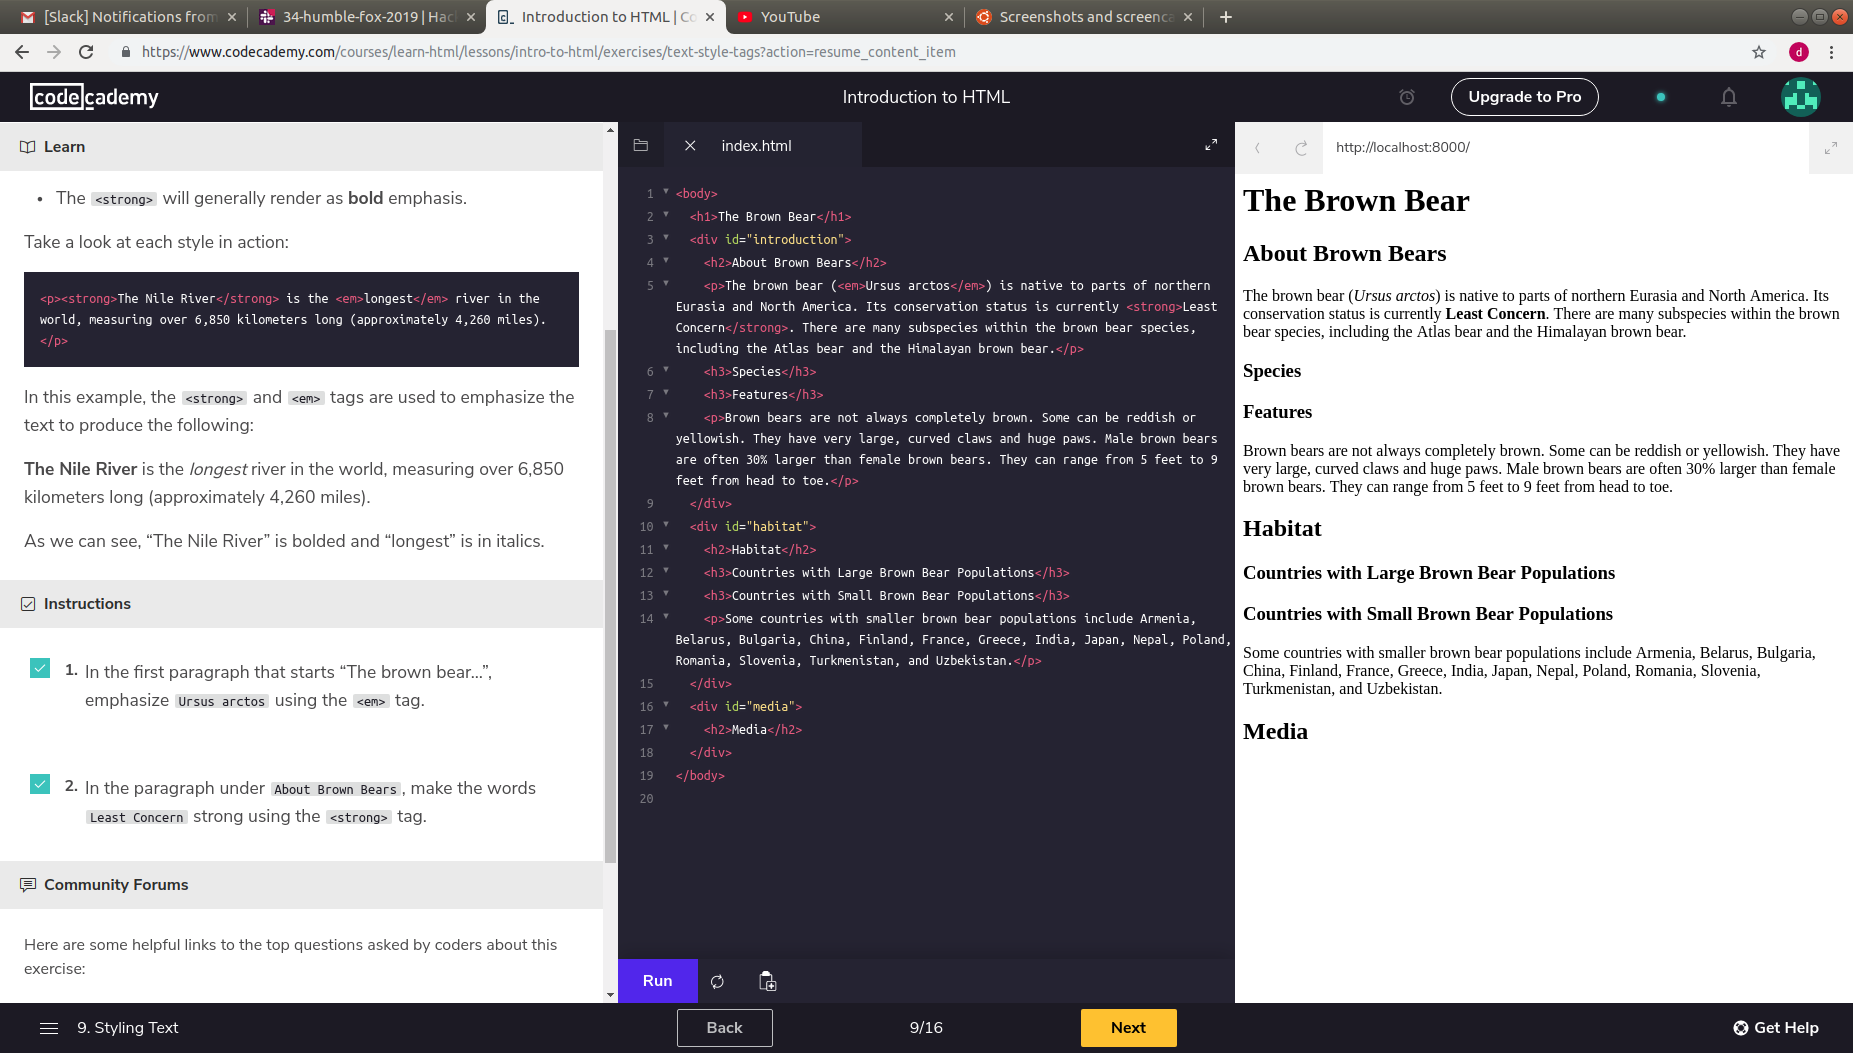 [Slack] Notifications from
34-humble-fox-2019 | Hac
Introduction to HTML | Co
YouTube
Screenshots and screenca
https://www.codecademy.com/courses/learn-html/lessons/intro-to-html/exercises/text-style-tags?action=resume_content_item
d
codecademy
Introduction to HTML
Upgrade to Pro
Learn
• The <strong> will generally render as bold emphasis.
Take a look at each style in action:
<p><strong>The Nile River</strong> is the <em>longest</em> river in the
world, measuring over 6,850 kilometers long (approximately 4,260 miles).
</p>
In this example, the <strong> and <em> tags are used to emphasize the
text to produce the following:
The Nile River is the longest river in the world, measuring over 6,850
kilometers long (approximately 4,260 miles).
As we can see, “The Nile River” is bolded and “longest” is in italics.
Instructions
1. In the first paragraph that starts “The brown bear...”,
emphasize Ursus arctos using the <em> tag.
2. In the paragraph under About Brown Bears, make the words
Least Concern strong using the <strong> tag.
Community Forums
Here are some helpful links to the top questions asked by coders about this
exercise:
index.html
1 <body>
2 <h1>The Brown Bear</h1>
3 <div id="introduction">
4 <h2>About Brown Bears</h2>
5 <p>The brown bear (<em>Ursus arctos</em>) is native to parts of northern
Eurasia and North America. Its conservation status is currently <strong>Least
Concern</strong>. There are many subspecies within the brown bear species,
including the Atlas bear and the Himalayan brown bear.</p>
6 <h3>Species</h3>
7 <h3>Features</h3>
8 <p>Brown bears are not always completely brown. Some can be reddish or
yellowish. They have very large, curved claws and huge paws. Male brown bears
are often 30% larger than female brown bears. They can range from 5 feet to 9
feet from head to toe.</p>
9 </div>
10 <div id="habitat">
11 <h2>Habitat</h2>
12 <h3>Countries with Large Brown Bear Populations</h3>
13 <h3>Countries with Small Brown Bear Populations</h3>
14 <p>Some countries with smaller brown bear populations include Armenia,
Belarus, Bulgaria, China, Finland, France, Greece, India, Japan, Nepal, Poland,
Romania, Slovenia, Turkmenistan, and Uzbekistan.</p>
15 </div>
16 <div id="media">
17 <h2>Media</h2>
18 </div>
19 </body>
20
Run
http://localhost:8000/
The Brown Bear
About Brown Bears
The brown bear (Ursus arctos) is native to parts of northern Eurasia and North America. Its
conservation status is currently Least Concern. There are many subspecies within the brown
bear species, including the Atlas bear and the Himalayan brown bear.
Species
Features
Brown bears are not always completely brown. Some can be reddish or yellowish. They have
very large, curved claws and huge paws. Male brown bears are often 30% larger than female
brown bears. They can range from 5 feet to 9 feet from head to toe.
Habitat
Countries with Large Brown Bear Populations
Countries with Small Brown Bear Populations
Some countries with smaller brown bear populations include Armenia, Belarus, Bulgaria,
China, Finland, France, Greece, India, Japan, Nepal, Poland, Romania, Slovenia,
Turkmenistan, and Uzbekistan.
Media
9. Styling Text
Back
9/16
Next
Get Help